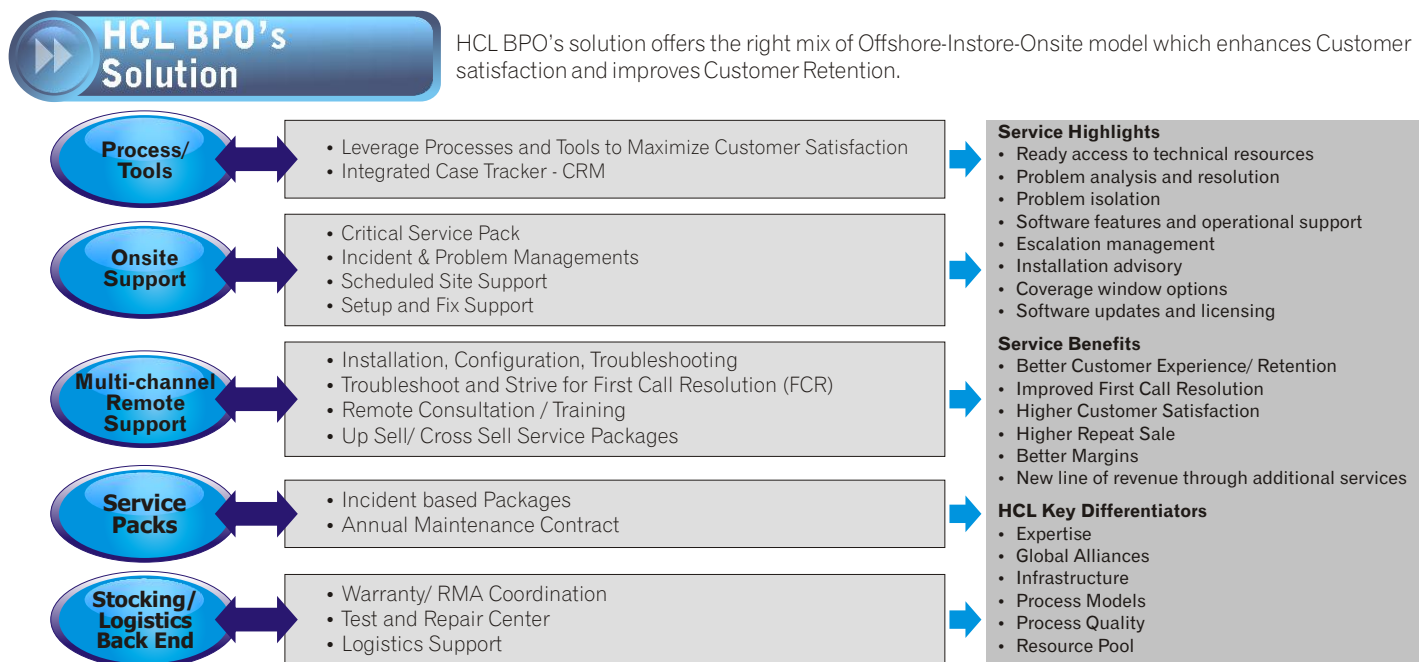 HCL BPO's
Solution
HCL BPO's solution offers the right mix of Offshore-Instore-Onsite model which enhances Customer
satisfaction and improves Customer Retention.
Process/
Tools
• Leverage Processes and Tools to Maximize Customer Satisfaction
• Integrated Case Tracker - CRM
Onsite
Support
• Critical Service Pack
• Incident & Problem Managements
• Scheduled Site Support
• Setup and Fix Support
Multi-channel
Remote
Support
• Installation, Configuration, Troubleshooting
• Troubleshoot and Strive for First Call Resolution (FCR)
• Remote Consultation / Training
• Up Sell/ Cross Sell Service Packages
Service
Packs
• Incident based Packages
• Annual Maintenance Contract
Stocking/
Logistics
Back End
• Warranty/ RMA Coordination
• Test and Repair Center
• Logistics Support
Service Highlights
• Ready access to technical resources
• Problem analysis and resolution
• Problem isolation
• Software features and operational support
• Escalation management
• Installation advisory
• Coverage window options
• Software updates and licensing
Service Benefits
• Better Customer Experience/ Retention
• Improved First Call Resolution
• Higher Customer Satisfaction
• Higher Repeat Sale
• Better Margins
• New line of revenue through additional services
HCL Key Differentiators
• Expertise
• Global Alliances
• Infrastructure
• Process Models
• Process Quality
• Resource Pool